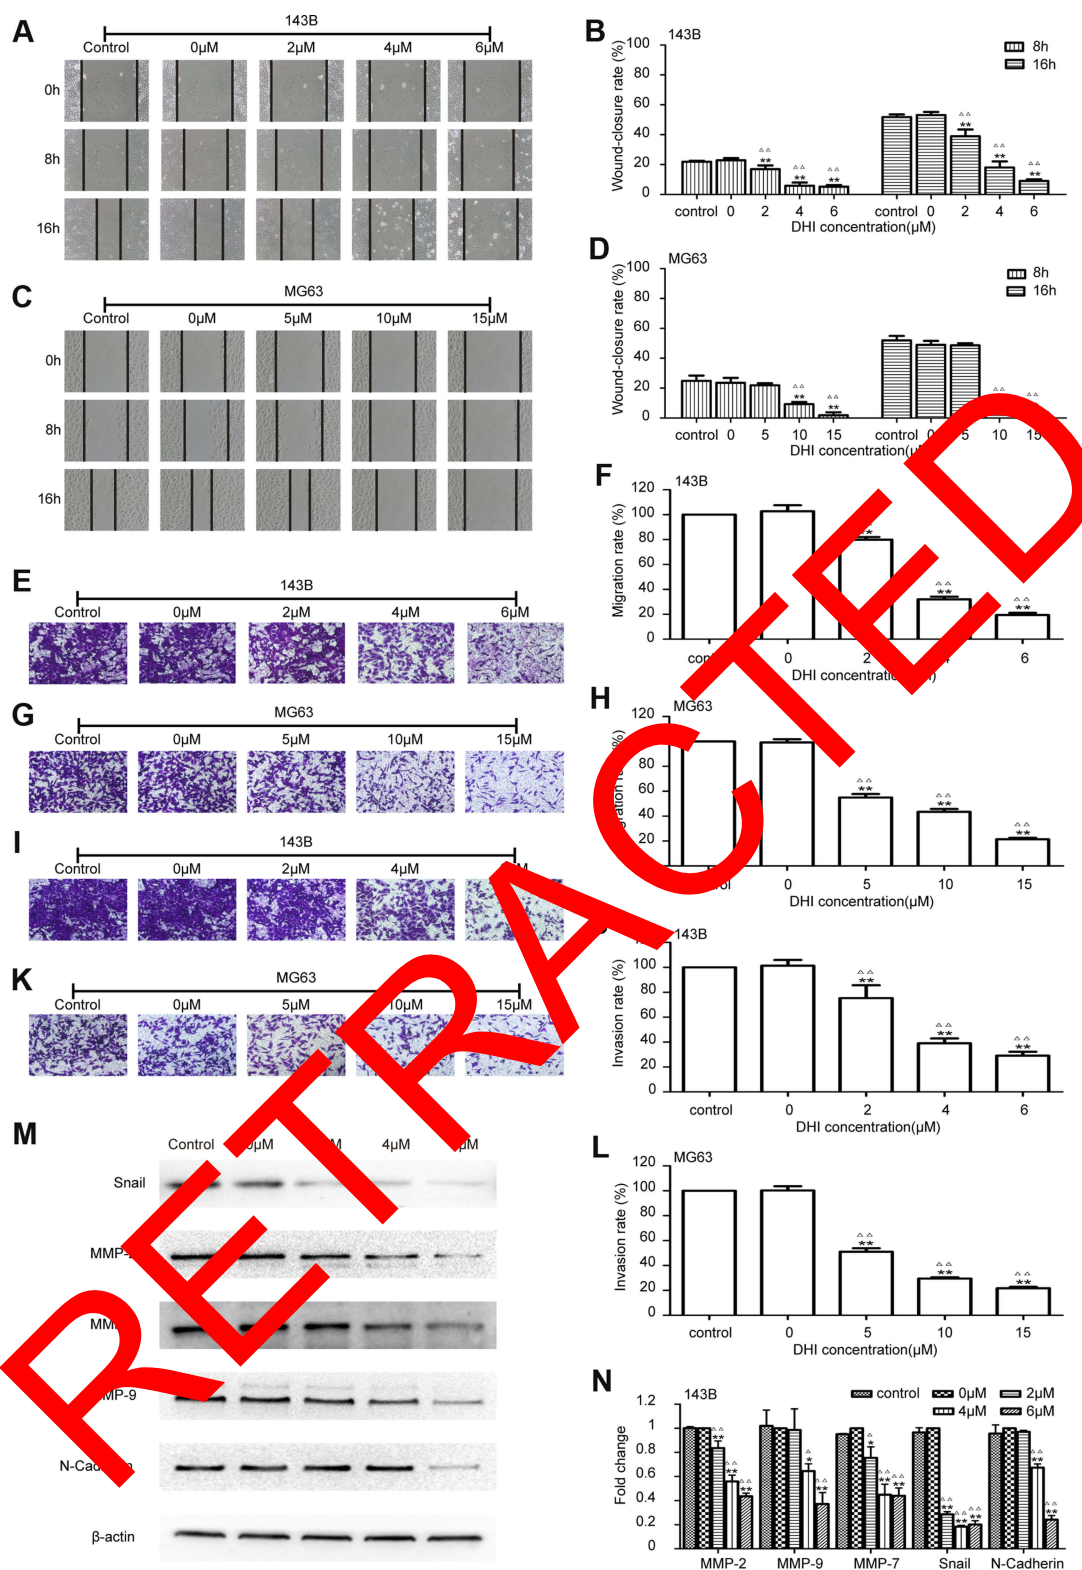 A
143B
Control 0μM 2μM 4μM 6μM
0h
8h
16h
B
143B
Wound-closure rate (%)
100
80
60
40
20
0
8h
16h
△△ ** △△ ** △△ ** △△ ** △△ ** △△ **
control 0 2 4 6 control 0 2 4 6
DHI concentration(μM)
C
MG63
Control 0μM 5μM 10μM 15μM
0h
8h
16h
D
MG63
Wound-closure rate (%)
100
80
60
40
20
0
8h
16h
△△ ** △△ ** △△ △△
control 0 5 10 15 control 0 5 10 15
DHI concentration(μM)
E
143B
Control 0μM 2μM 4μM 6μM
F
143B
Migration rate (%)
120
100
80
60
40
20
0
** △△ ** △△ **
0 2 6
DHI concentration(μM)
G
MG63
Control 0μM 5μM 10μM 15μM
H
MG63
120
80
60
40
20
0
△△ ** △△ ** △△ **
0 5 10 15
DHI concentration(μM)
I
143B
Control 0μM 2μM 4μM
143B
Invasion rate (%)
100
80
60
40
20
0
△△ ** △△ ** △△ **
control 0 2 4 6
DHI concentration(μM)
K
MG63
Control 0μM 5μM 10μM 15μM
L
MG63
Invasion rate (%)
120
100
80
60
40
20
0
△△ ** △△ ** △△ **
control 0 5 10 15
DHI concentration(μM)
M
Control 0μM 4μM
Snail
MMP-9
N-Cadherin
β-actin
N
143B
control 0μM 2μM
4μM 6μM
Fold change
1.2
1
0.8
0.6
0.4
0.2
0
△△ ** △△ ** △△ ** △ * △△ ** △ * △△ ** △△ ** △△ ** △△ ** △△ ** △△ ** △△ **
MMP-2 MMP-9 MMP-7 Snail N-Cadherin
RETRACTED